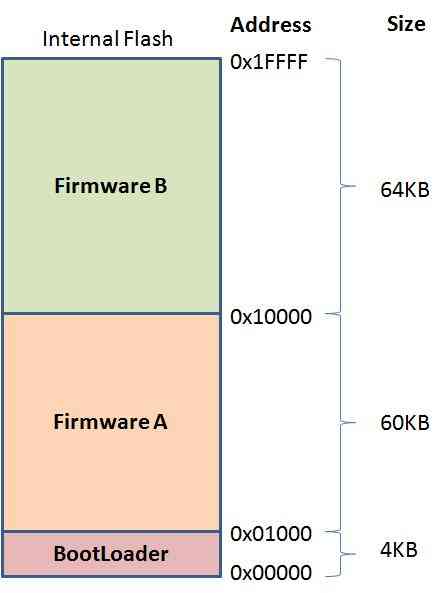 Internal Flash Address Size
0x1FFFF
Firmware B 64KB
0x10000
Firmware A 60KB
0x01000
BootLoader 4KB
0x00000